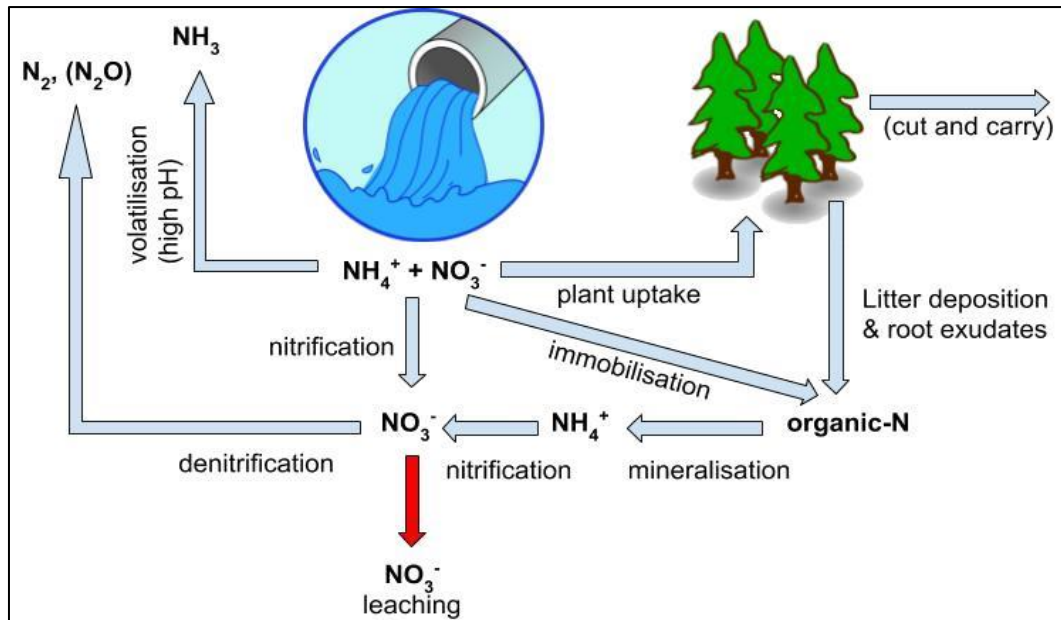 NH₃
N₂, (N₂O)
(cut and carry)
volatilisation
(high pH)
NH₄⁺ + NO₃⁻
plant uptake
Litter deposition
& root exudates
nitrification
immobilisation
NO₃⁻
NH₄⁺
organic-N
denitrification
nitrification
mineralisation
NO₃⁻
leaching